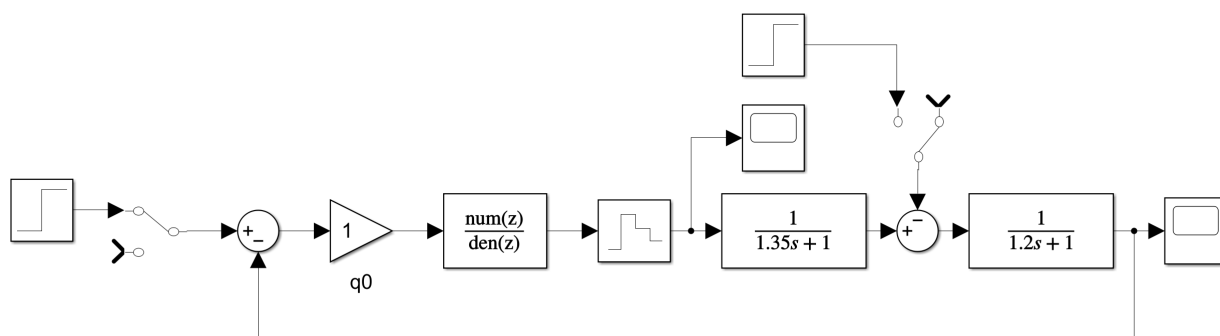 +
−
1
q0
num(z)
den(z)
1
1.35s + 1
−
+
1
1.2s + 1